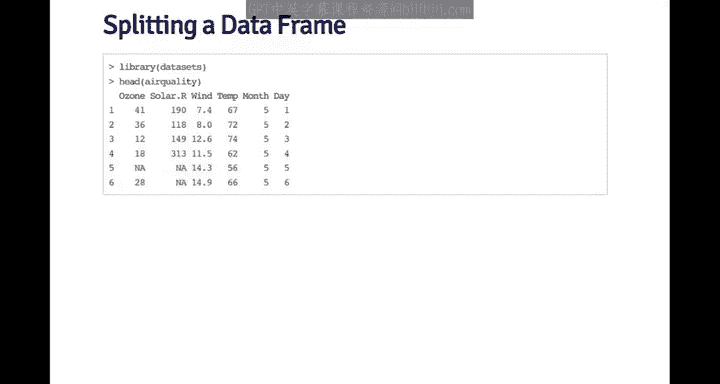 Splitting a Data Frame
> library(datasets)
> head(airquality)
Ozone Solar.R Wind Temp Month Day
1 41 190 7.4 67 5 1
2 36 118 8.0 72 5 2
3 12 149 12.6 74 5 3
4 18 313 11.5 62 5 4
5 NA NA 14.3 56 5 5
6 28 NA 14.9 66 5 6